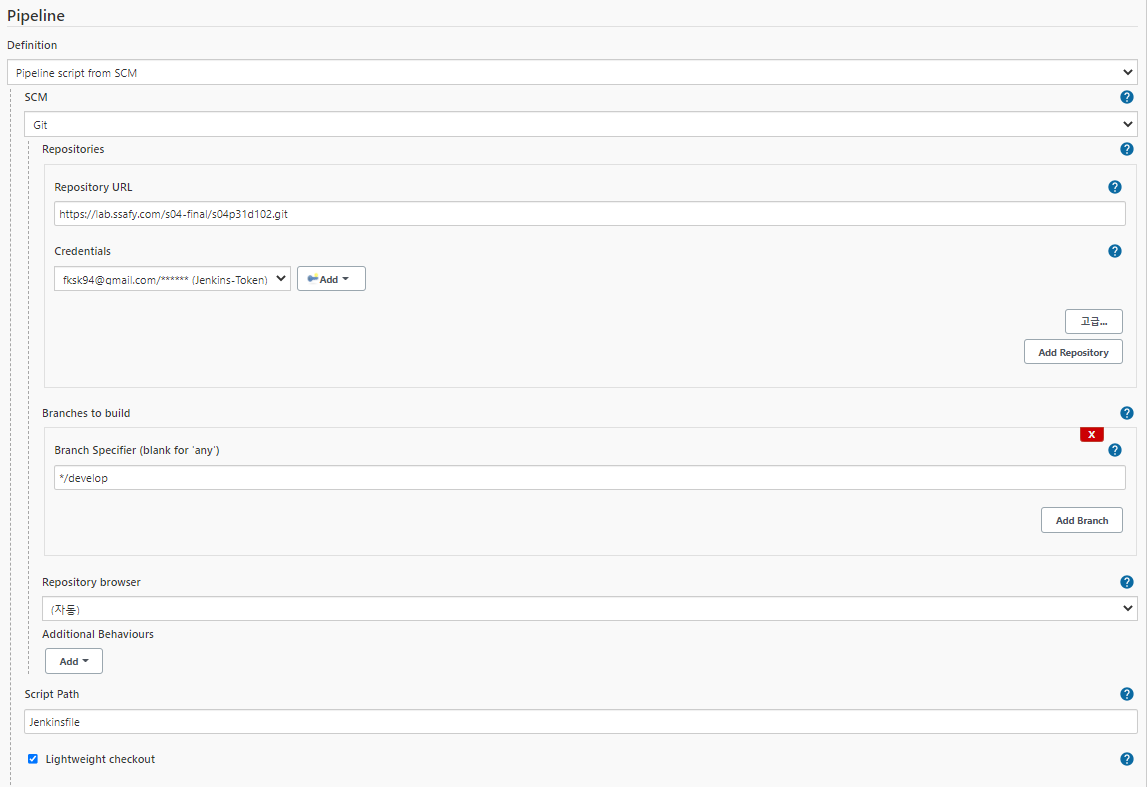 Pipeline
Definition
Pipeline script from SCM
SCM
Git
Repositories
Repository URL
https://lab.ssafy.com/s04-final/s04p31d102.git
Credentials
fksk94@gmail.com/****** (Jenkins-Token)
Add
고급...
Add Repository
Branches to build
X
Branch Specifier (blank for 'any')
*/develop
Add Branch
Repository browser
(자동)
Additional Behaviours
Add
Script Path
Jenkinsfile
Lightweight checkout